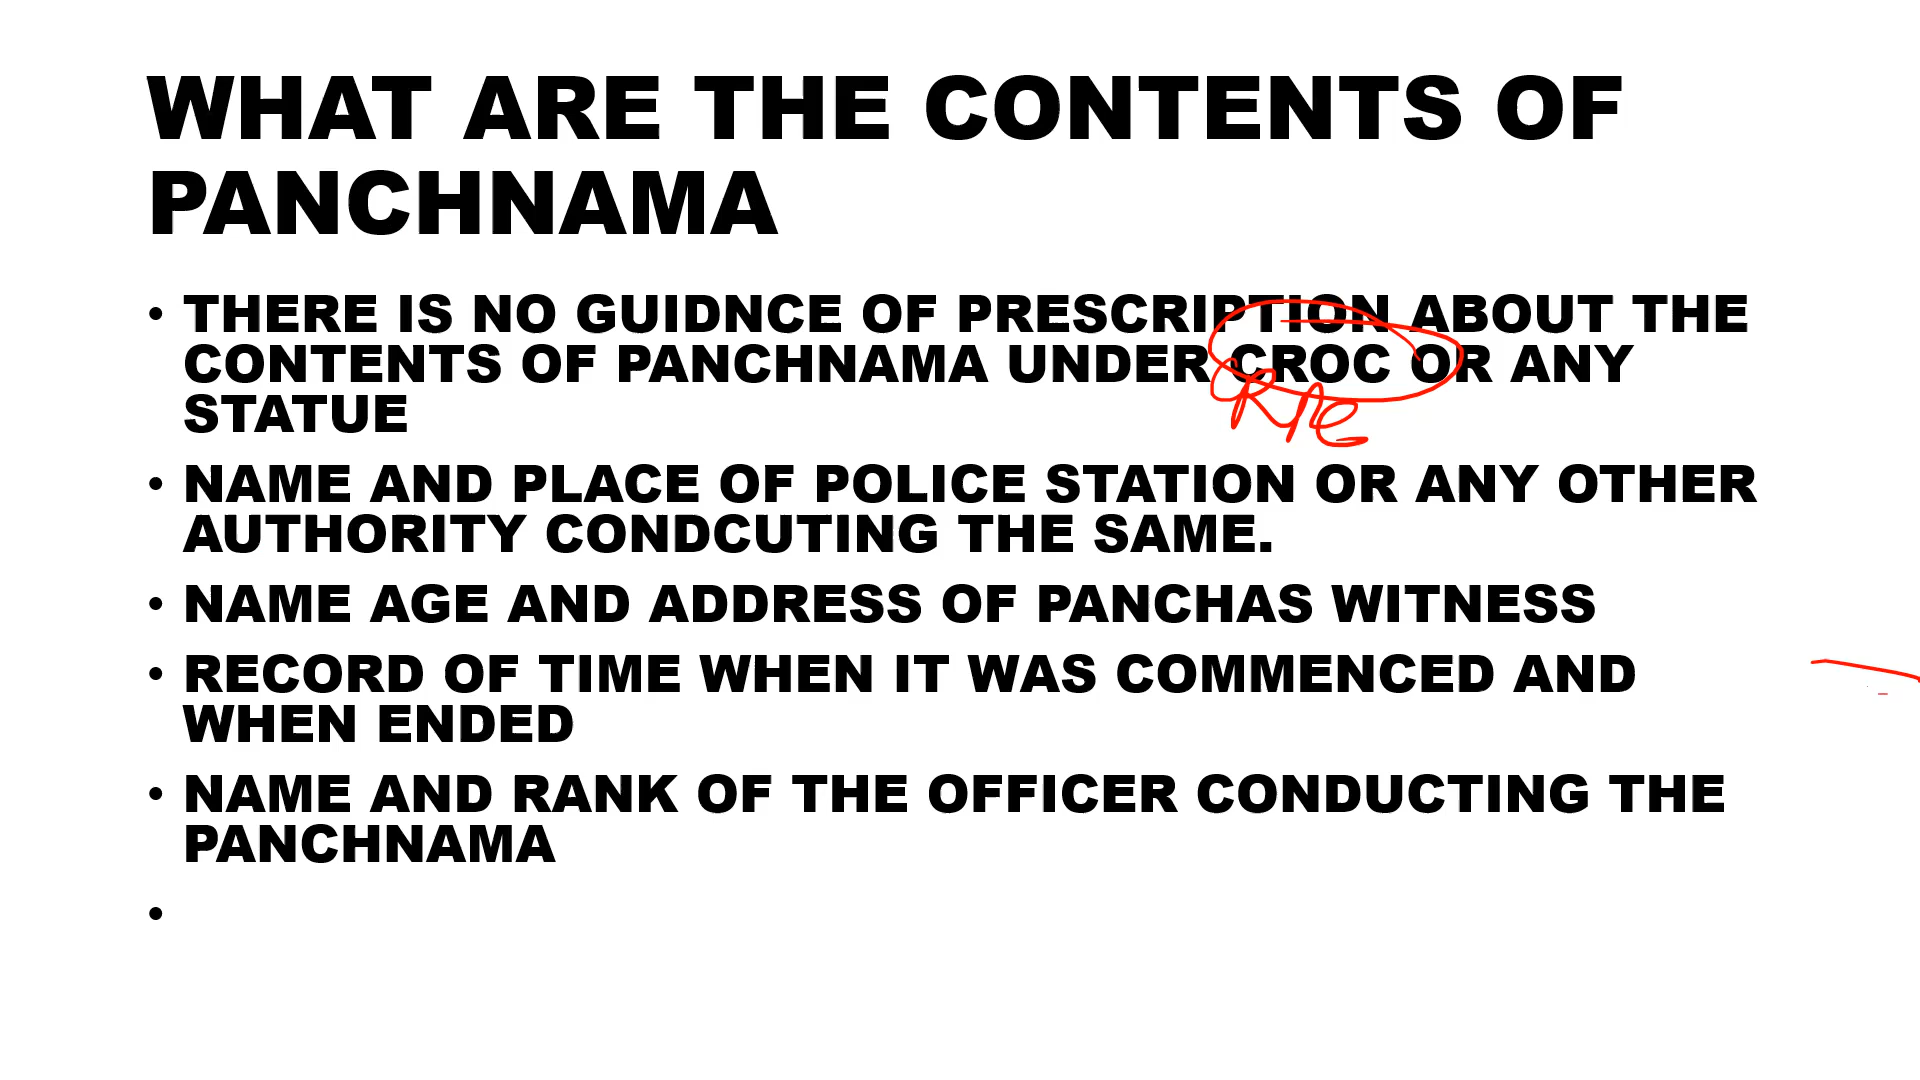 WHAT ARE THE CONTENTS OF
PANCHNAMA
• THERE IS NO GUIDNCE OF PRESCRIPTION ABOUT THE
CONTENTS OF PANCHNAMA UNDER CROC OR ANY
STATUE
• NAME AND PLACE OF POLICE STATION OR ANY OTHER
AUTHORITY CONDCUTING THE SAME.
• NAME AGE AND ADDRESS OF PANCHAS WITNESS
• RECORD OF TIME WHEN IT WAS COMMENCED AND
WHEN ENDED
• NAME AND RANK OF THE OFFICER CONDUCTING THE
PANCHNAMA
•